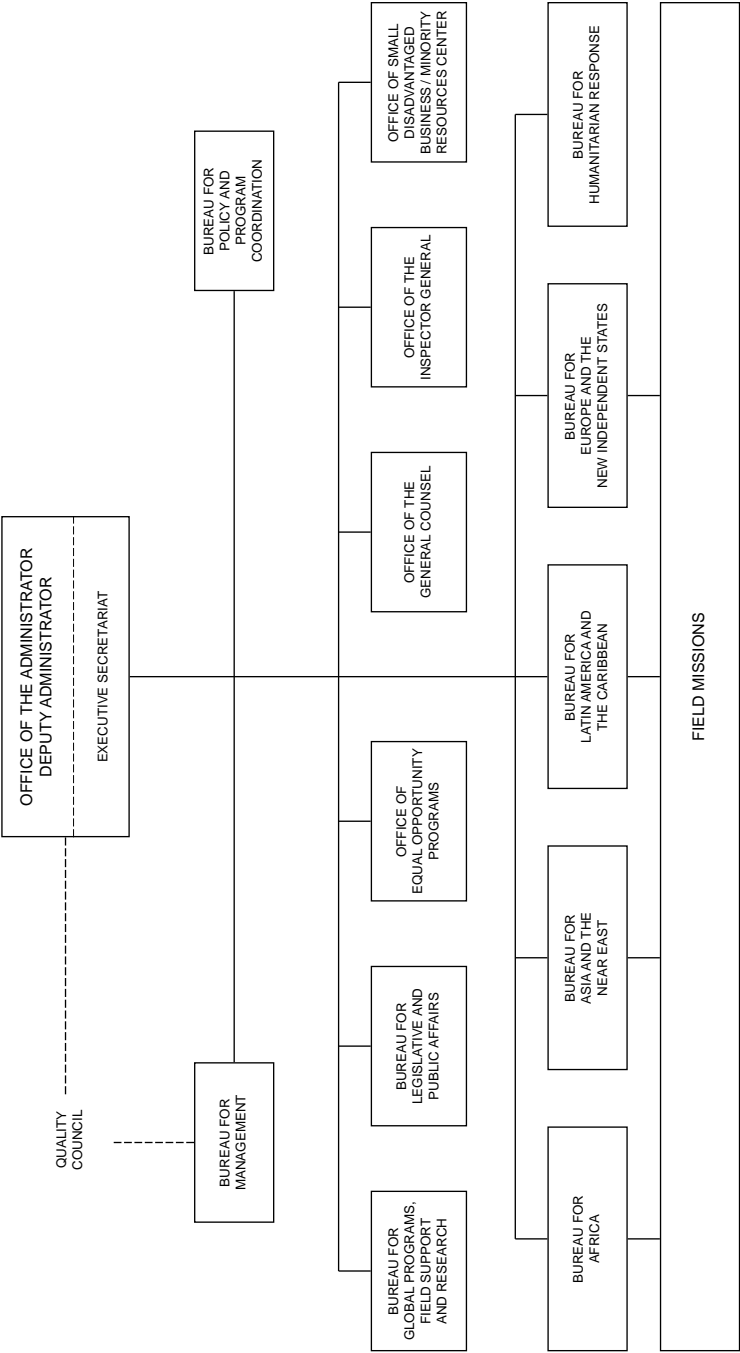 OFFICE OF THE ADMINISTRATOR
DEPUTY ADMINISTRATOR
EXECUTIVE SECRETARIAT
QUALITY
COUNCIL
BUREAU FOR
MANAGEMENT
BUREAU FOR
POLICY AND
PROGRAM
COORDINATION
BUREAU FOR
GLOBAL PROGRAMS,
FIELD SUPPORT
AND RESEARCH
BUREAU FOR
LEGISLATIVE AND
PUBLIC AFFAIRS
OFFICE OF
EQUAL OPPORTUNITY
PROGRAMS
OFFICE OF THE
GENERAL COUNSEL
OFFICE OF THE
INSPECTOR GENERAL
OFFICE OF SMALL
DISADVANTAGED
BUSINESS / MINORITY
RESOURCES CENTER
BUREAU FOR
AFRICA
BUREAU FOR
ASIA AND THE
NEAR EAST
BUREAU FOR
LATIN AMERICA AND
THE CARIBBEAN
BUREAU FOR
EUROPE AND THE
NEW INDEPENDENT STATES
BUREAU FOR
HUMANITARIAN RESPONSE
FIELD MISSIONS